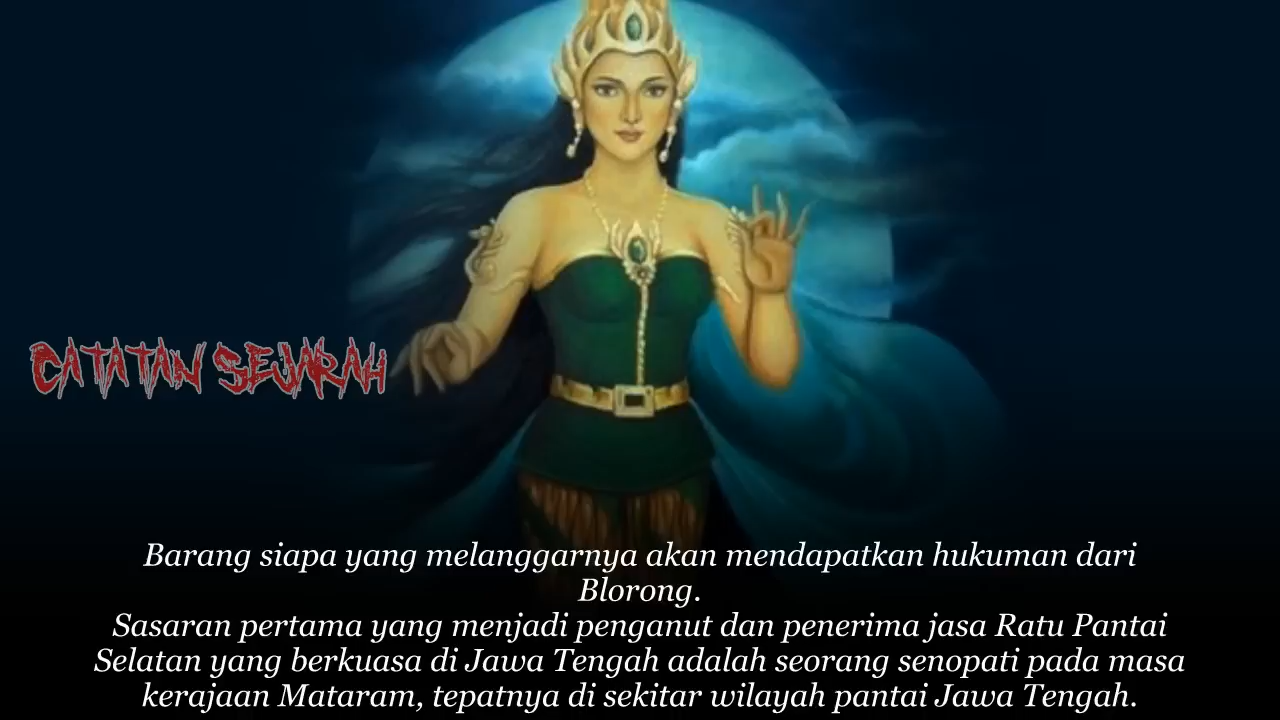 CATATAN SEJARAH
Barang siapa yang melanggarnya akan mendapatkan hukuman dari
Blorong.
Sasaran pertama yang menjadi penganut dan penerima jasa Ratu Pantai
Selatan yang berkuasa di Jawa Tengah adalah seorang senopati pada masa
kerajaan Mataram, tepatnya di sekitar wilayah pantai Jawa Tengah.